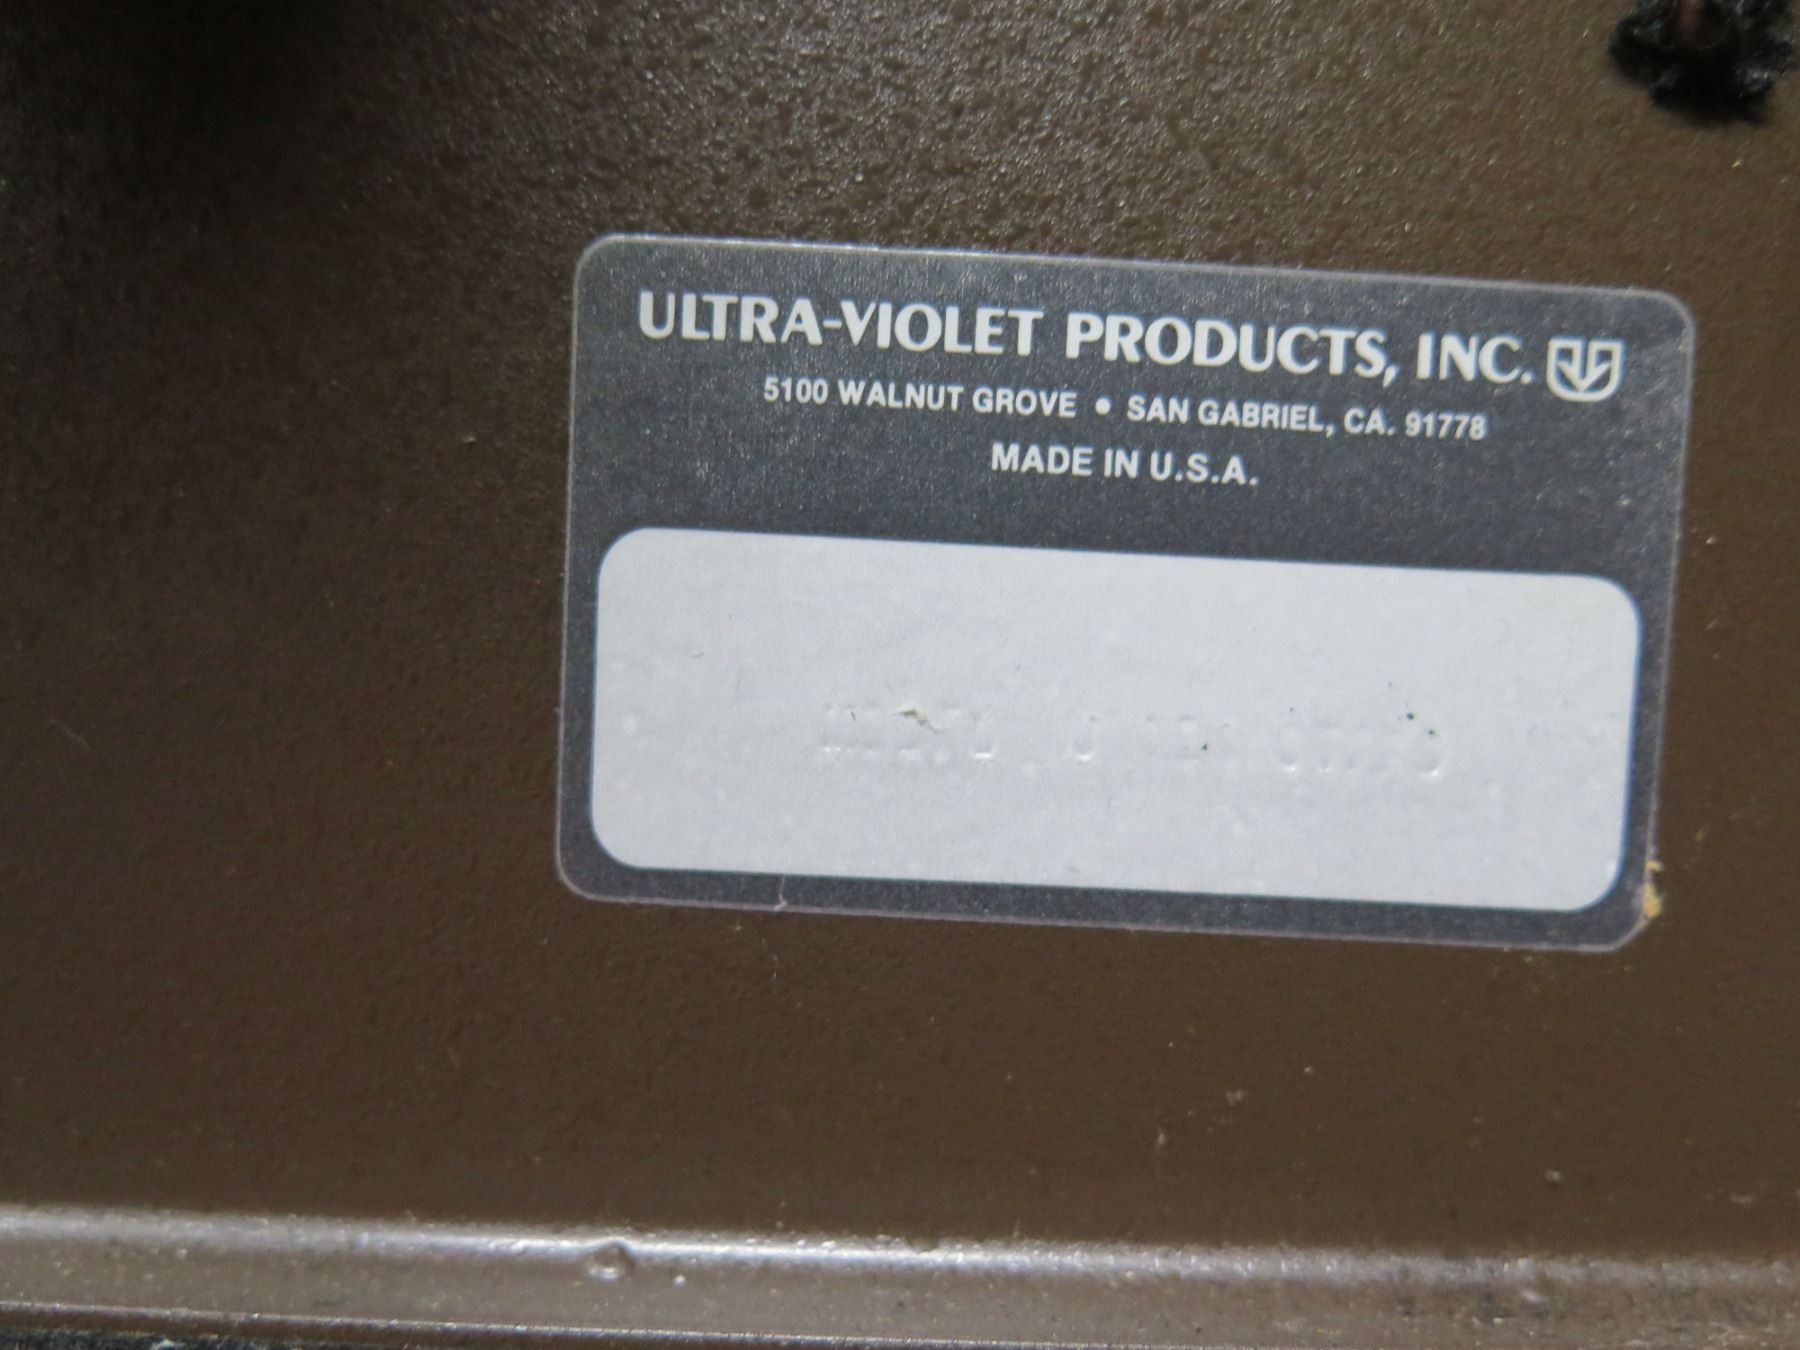 ULTRA-VIOLET PRODUCTS, INC.
5100 WALNUT GROVE • SAN GABRIEL, CA. 91778
MADE IN U.S.A.